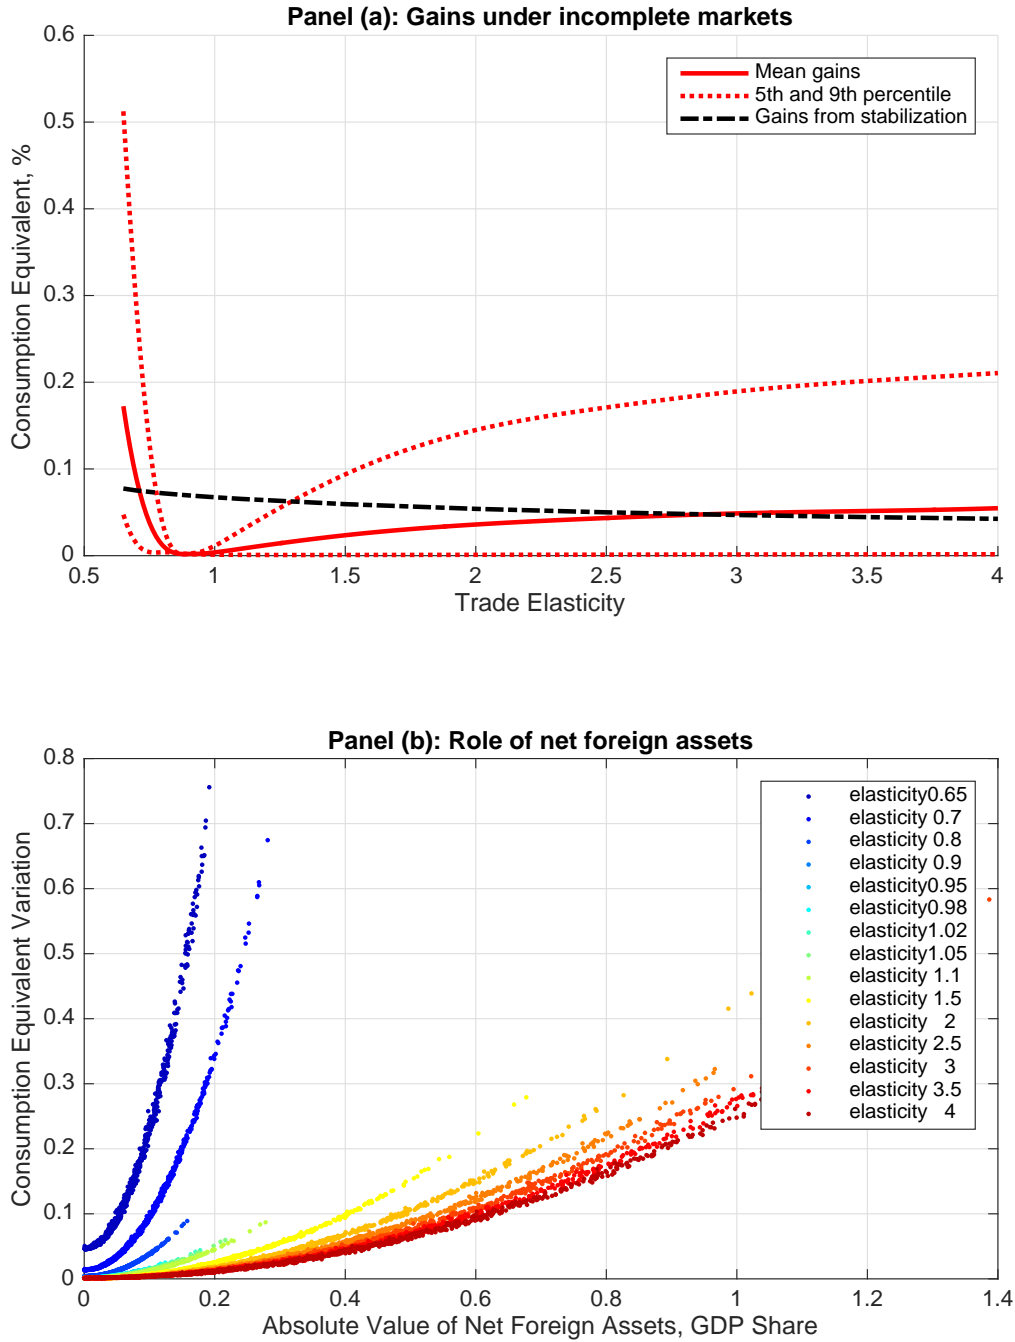 Panel (a): Gains under incomplete markets
0.6
0.5
0.4
0.3
0.2
0.1
0
Consumption Equivalent, %
Mean gains
5th and 9th percentile
Gains from stabilization
0.5 1 1.5 2 2.5 3 3.5 4
Trade Elasticity
Panel (b): Role of net foreign assets
0.8
0.7
0.6
0.5
0.4
0.3
0.2
0.1
0
Consumption Equivalent Variation
elasticity0.65
elasticity 0.7
elasticity 0.8
elasticity 0.9
elasticity0.95
elasticity0.98
elasticity1.02
elasticity1.05
elasticity 1.1
elasticity 1.5
elasticity 2
elasticity 2.5
elasticity 3
elasticity 3.5
elasticity 4
0 0.2 0.4 0.6 0.8 1 1.2 1.4
Absolute Value of Net Foreign Assets, GDP Share